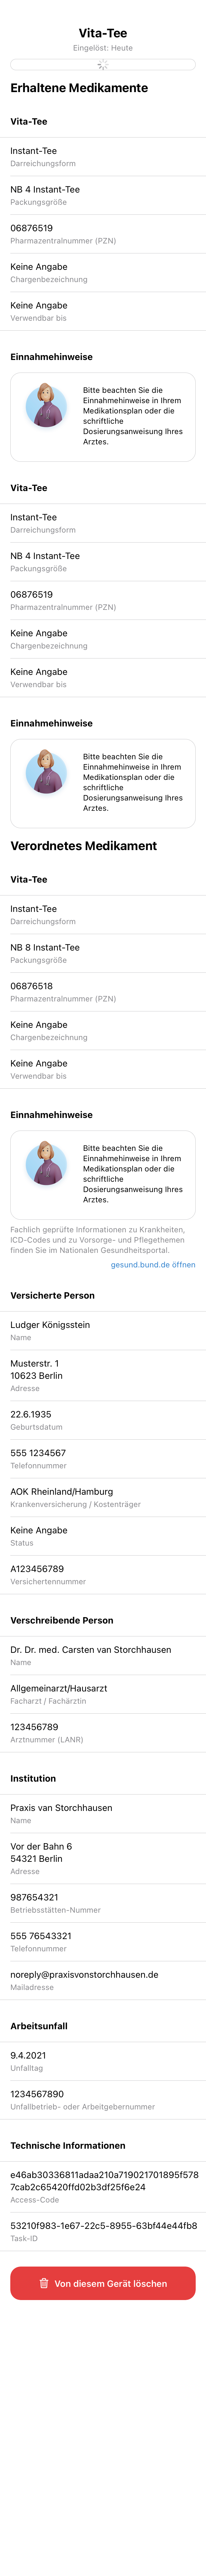 Vita-Tee
Eingelöst: Heute
Erhaltene Medikamente
Vita-Tee
Instant-Tee
Darreichungsform
NB 4 Instant-Tee
Packungsgröße
06876519
Pharmazentralnummer (PZN)
Keine Angabe
Chargenbezeichnung
Keine Angabe
Verwendbar bis
Einnahmehinweise
Bitte beachten Sie die
Einnahmehinweise in Ihrem
Medikationsplan oder die
schriftliche
Dosierungsanweisung Ihres
Arztes.
Vita-Tee
Instant-Tee
Darreichungsform
NB 4 Instant-Tee
Packungsgröße
06876519
Pharmazentralnummer (PZN)
Keine Angabe
Chargenbezeichnung
Keine Angabe
Verwendbar bis
Einnahmehinweise
Bitte beachten Sie die
Einnahmehinweise in Ihrem
Medikationsplan oder die
schriftliche
Dosierungsanweisung Ihres
Arztes.
Verordnetes Medikament
Vita-Tee
Instant-Tee
Darreichungsform
NB 8 Instant-Tee
Packungsgröße
06876518
Pharmazentralnummer (PZN)
Keine Angabe
Chargenbezeichnung
Keine Angabe
Verwendbar bis
Einnahmehinweise
Bitte beachten Sie die
Einnahmehinweise in Ihrem
Medikationsplan oder die
schriftliche
Dosierungsanweisung Ihres
Arztes.
Fachlich geprüfte Informationen zu Krankheiten,
ICD-Codes und zu Vorsorge- und Pflegethemen
finden Sie im Nationalen Gesundheitsportal.
gesund.bund.de öffnen
Versicherte Person
Ludger Königsstein
Name
Musterstr. 1
10623 Berlin
Adresse
22.6.1935
Geburtsdatum
555 1234567
Telefonnummer
AOK Rheinland/Hamburg
Krankenversicherung / Kostenträger
Keine Angabe
Status
A123456789
Versichertennummer
Verschreibende Person
Dr. Dr. med. Carsten van Storchhausen
Name
Allgemeinarzt/Hausarzt
Facharzt / Fachärztin
123456789
Arztnummer (LANR)
Institution
Praxis van Storchhausen
Name
Vor der Bahn 6
54321 Berlin
Adresse
987654321
Betriebsstätten-Nummer
555 76543321
Telefonnummer
noreply@praxisvonstorchhausen.de
Mailadresse
Arbeitsunfall
9.4.2021
Unfalltag
1234567890
Unfallbetrieb- oder Arbeitgebernummer
Technische Informationen
e46ab30336811adaa210a719021701895f578
7cab2c65420ffd02b3df25f6e24
Access-Code
53210f983-1e67-22c5-8955-63bf44e44fb8
Task-ID
Von diesem Gerät löschen